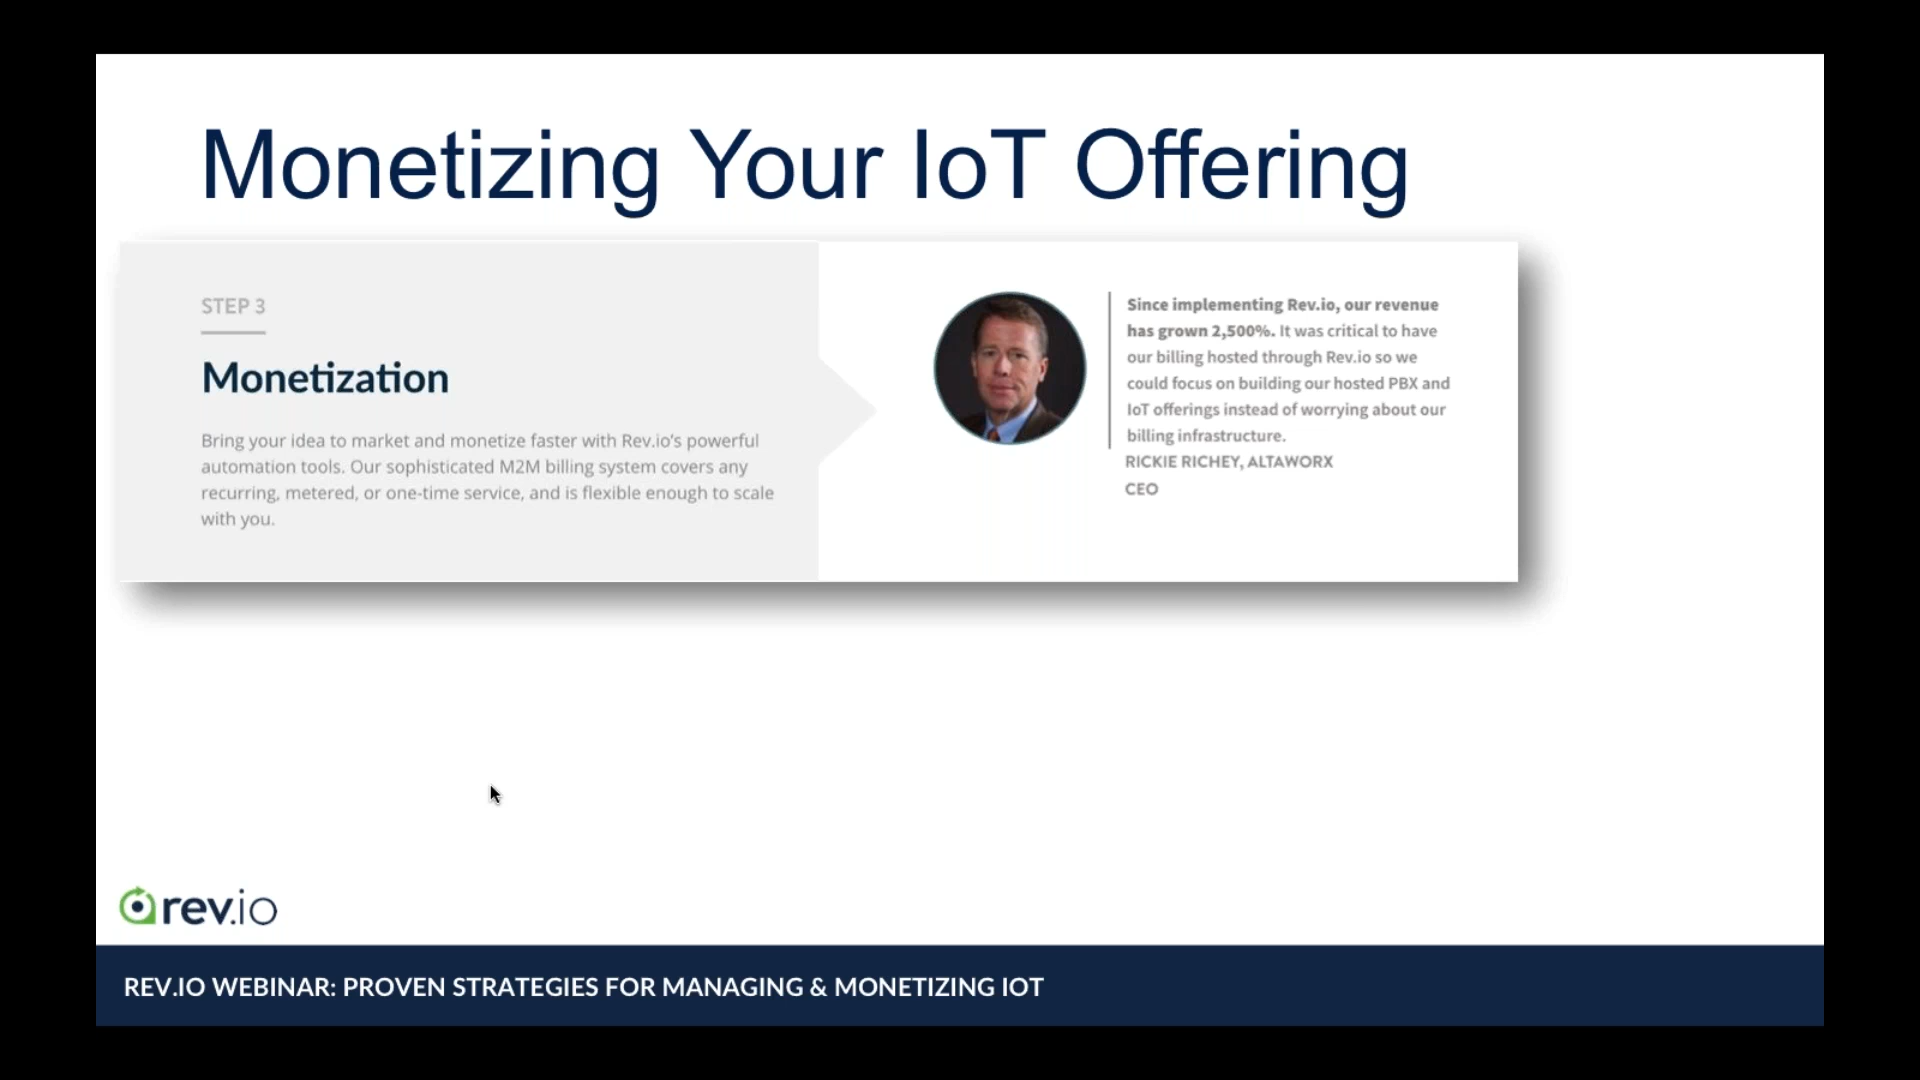 Monetizing Your IoT Offering
STEP 3
Monetization
Bring your idea to market and monetize faster with Rev.io's powerful
automation tools. Our sophisticated M2M billing system covers any
recurring, metered, or one-time service, and is flexible enough to scale
with you.
Since implementing Rev.io, our revenue
has grown 2,500%. It was critical to have
our billing hosted through Rev.io so we
could focus on building our hosted PBX and
IoT offerings instead of worrying about our
billing infrastructure.
RICKIE RICHEY, ALTAWORX
CEO
rev.io
REV.IO WEBINAR: PROVEN STRATEGIES FOR MANAGING & MONETIZING IOT